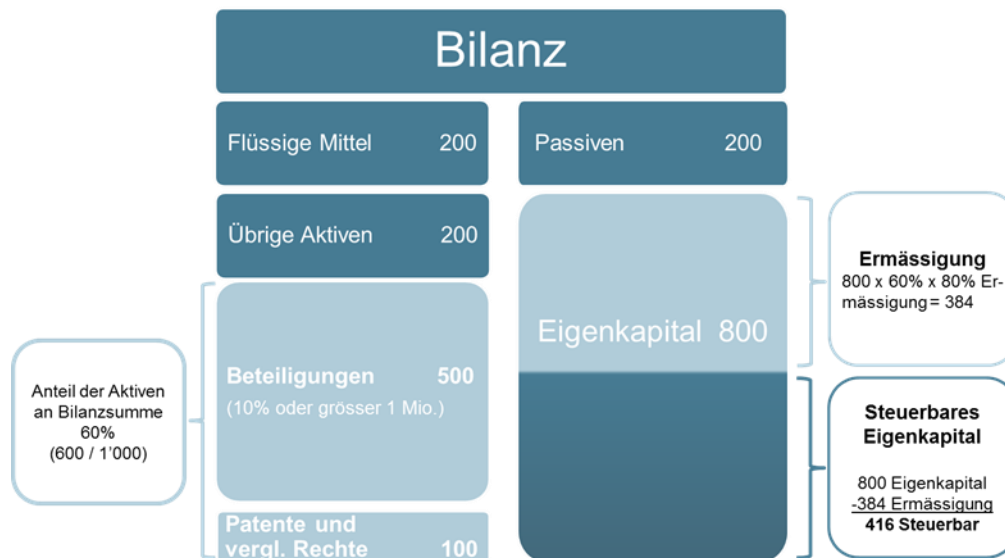 Bilanz
Flüssige Mittel 200
Passiven 200
Übrige Aktiven 200
Eigenkapital 800
Beteiligungen 500
(10% oder grösser 1 Mio.)
Patente und
vergl. Rechte 100
Anteil der Aktiven
an Bilanzsumme
60%
(600 / 1'000)
Ermässigung
800 x 60% x 80% Er-
mässigung = 384
Steuerbares
Eigenkapital
800 Eigenkapital
-384 Ermässigung
416 Steuerbar